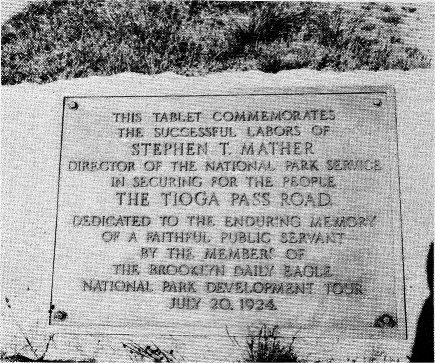 THIS TABLET COMMEMORATES
THE SUCCESSFUL LABORS OF
STEPHEN T. MATHER
DIRECTOR OF THE NATIONAL PARK SERVICE
IN SECURING FOR THE PEOPLE
THE TIOGA PASS ROAD
DEDICATED TO THE ENDURING MEMORY
OF A FAITHFUL PUBLIC SERVANT
BY THE MEMBERS OF
THE BROOKLYN DAILY EAGLE
NATIONAL PARK DEVELOPMENT TOUR
JULY 20, 1924.